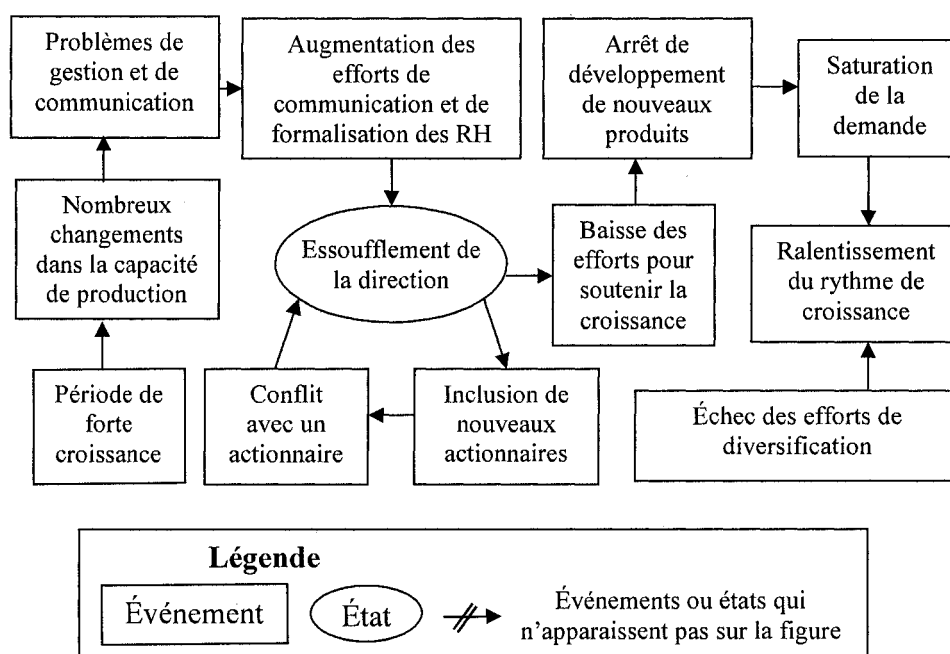 Problèmes de
gestion et de
communication
Augmentation des
efforts de
communication et de
formalisation des RH
Arrêt de
développement
de nouveaux
produits
Saturation
de la
demande
Nombreux
changements
dans la capacité
de production
Essoufflement de
la direction
Baisse des
efforts pour
soutenir la
croissance
Ralentissement
du rythme de
croissance
Période de
forte
croissance
Conflit
avec un
actionnaire
Inclusion de
nouveaux
actionnaires
Échec des efforts de
diversification
Légende
Événement
État
Événements ou états qui
n'apparaissent pas sur la figure